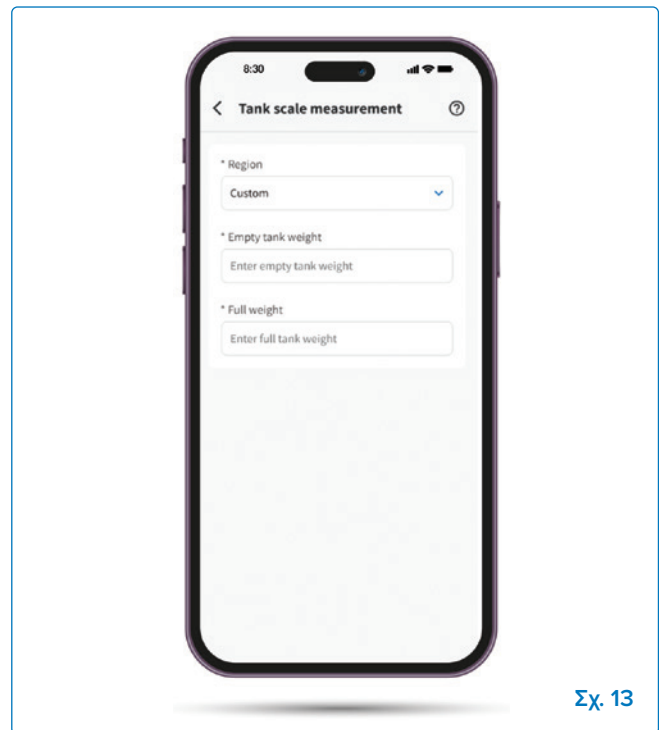 8:30
Tank scale measurement
* Region
Custom
* Empty tank weight
Enter empty tank weight
* Full weight
Enter full tank weight
Σχ. 13